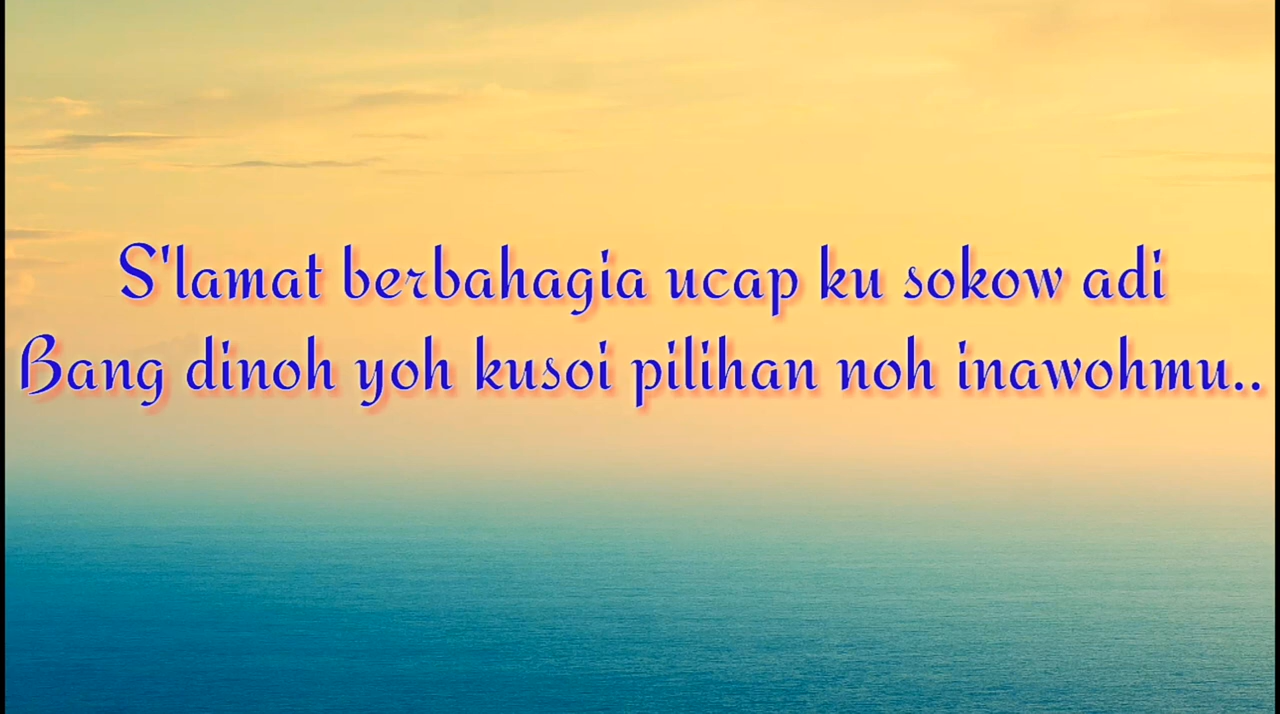 S'lamat berbahagia ucap ku sokow adi
Bang dinoh yoh kusoi pilihan noh inawohmu..